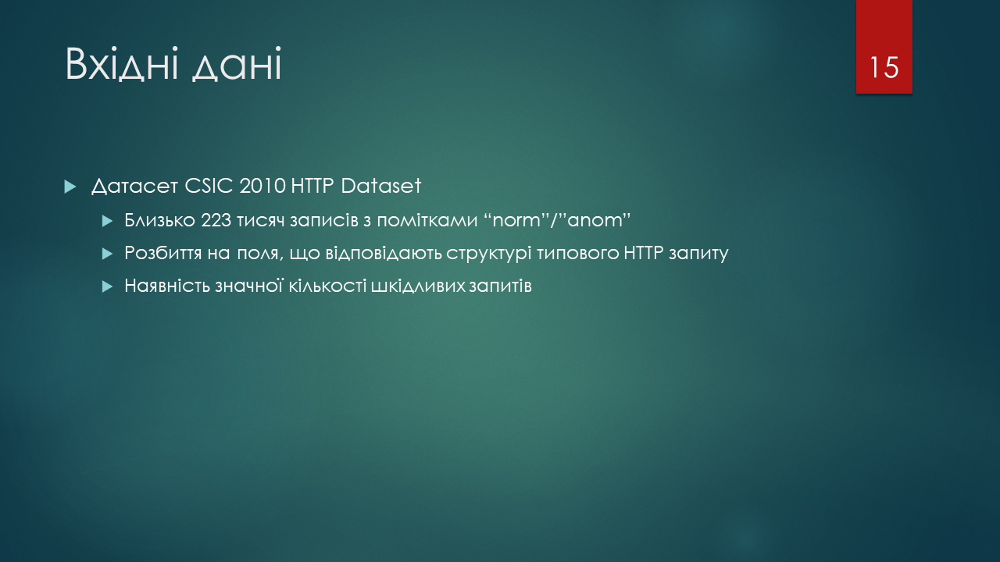 Вхідні дані
15
Датасет CSIC 2010 HTTP Dataset
Близько 223 тисяч записів з помітками “norm”/”anom”
Розбиття на поля, що відповідають структурі типового HTTP запиту
Наявність значної кількості шкідливих запитів